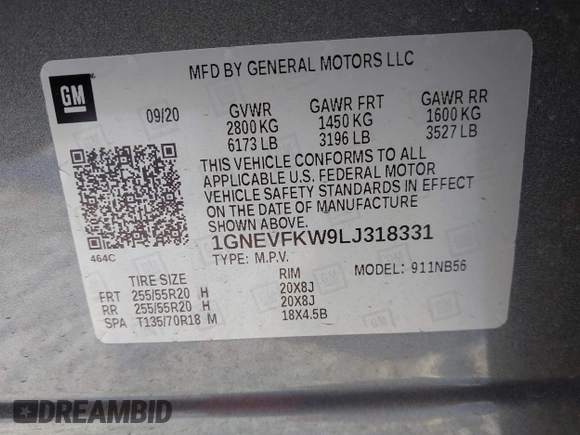 GM
MFD BY GENERAL MOTORS LLC
09/20 GVWR GAWR FRT GAWR RR
2800 KG 1450 KG 1600 KG
6173 LB 3196 LB 3527 LB
THIS VEHICLE CONFORMS TO ALL
APPLICABLE U.S. FEDERAL MOTOR
VEHICLE SAFETY STANDARDS IN EFFECT
ON THE DATE OF MANUFACTURE
SHOWN ABOVE.
464C
1GNEVFKW9LJ318331
TYPE: M.P.V.
TIRE SIZE RIM MODEL: 911NB56
FRT 255/55R20 H 20X8J
RR 255/55R20 H 20X8J
SPA T135/70R18 M 18X4.5B
DREAMBID